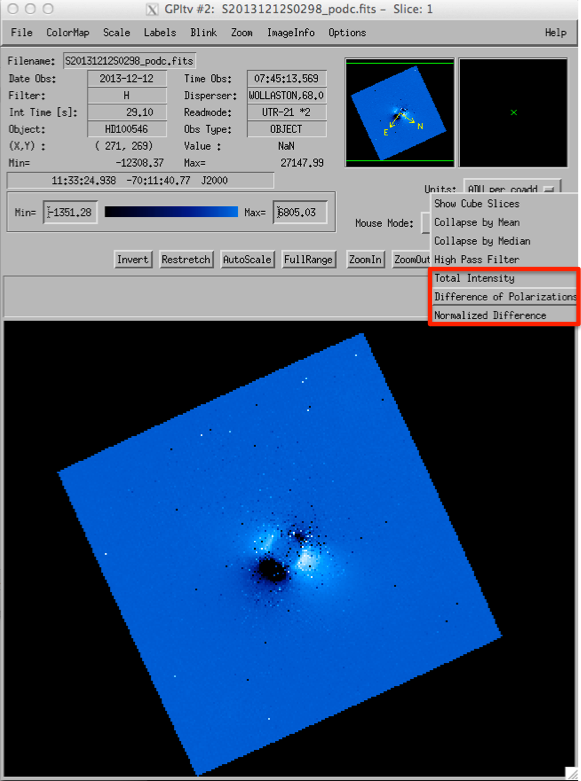 GPItv #2: S20131212S0298_podc.fits - Slice: 1
File ColorMap Scale Labels Blink Zoom ImageInfo Options Help
Filename: S20131212S0298_podc.fits
Date Obs: 2013-12-12 Time Obs: 07:45:13.569
Filter: H Disperser: WOLLASTON,68.0
Int Time [s]: 29.10 Readmode: UTR-21 *2
Object: HD100546 Obs Type: OBJECT
(X,Y) : ( 271, 269) Value : NaN
Min= -12308.37 Max= 27147.99
E N
11:33:24.938 -70:11:40.77 J2000
Units: ADU per coadd
Min= -1351.28 Max= 6805.03
Mouse Mode:
Show Cube Slices
Collapse by Mean
Collapse by Median
High Pass Filter
Total Intensity
Difference of Polarizations
Normalized Difference
Invert Restretch AutoScale FullRange ZoomIn ZoomOut